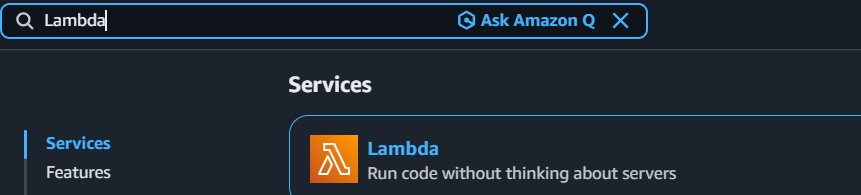 Lambda Ask Amazon Q
Services
Services
Features
Lambda
Run code without thinking about servers